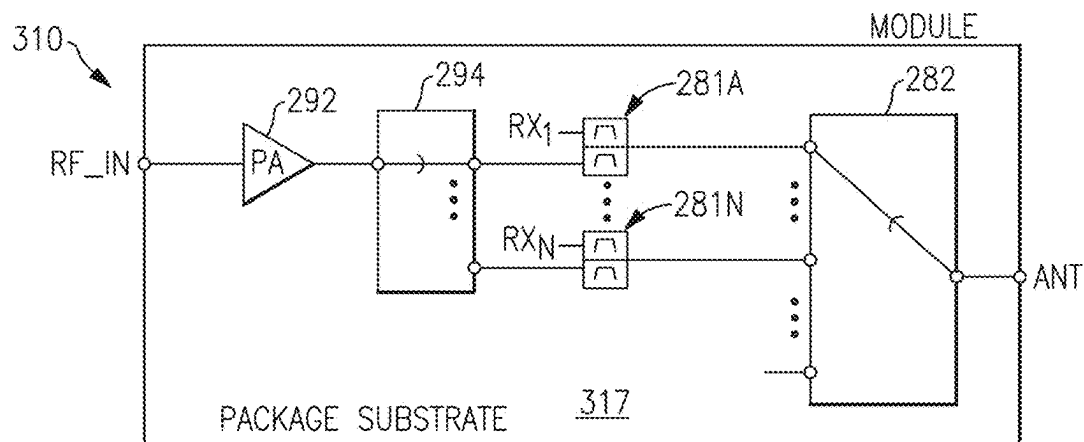 310
MODULE
292
294
281A
282
RX1
RF_IN
PA
281N
RXN
ANT
PACKAGE SUBSTRATE
317